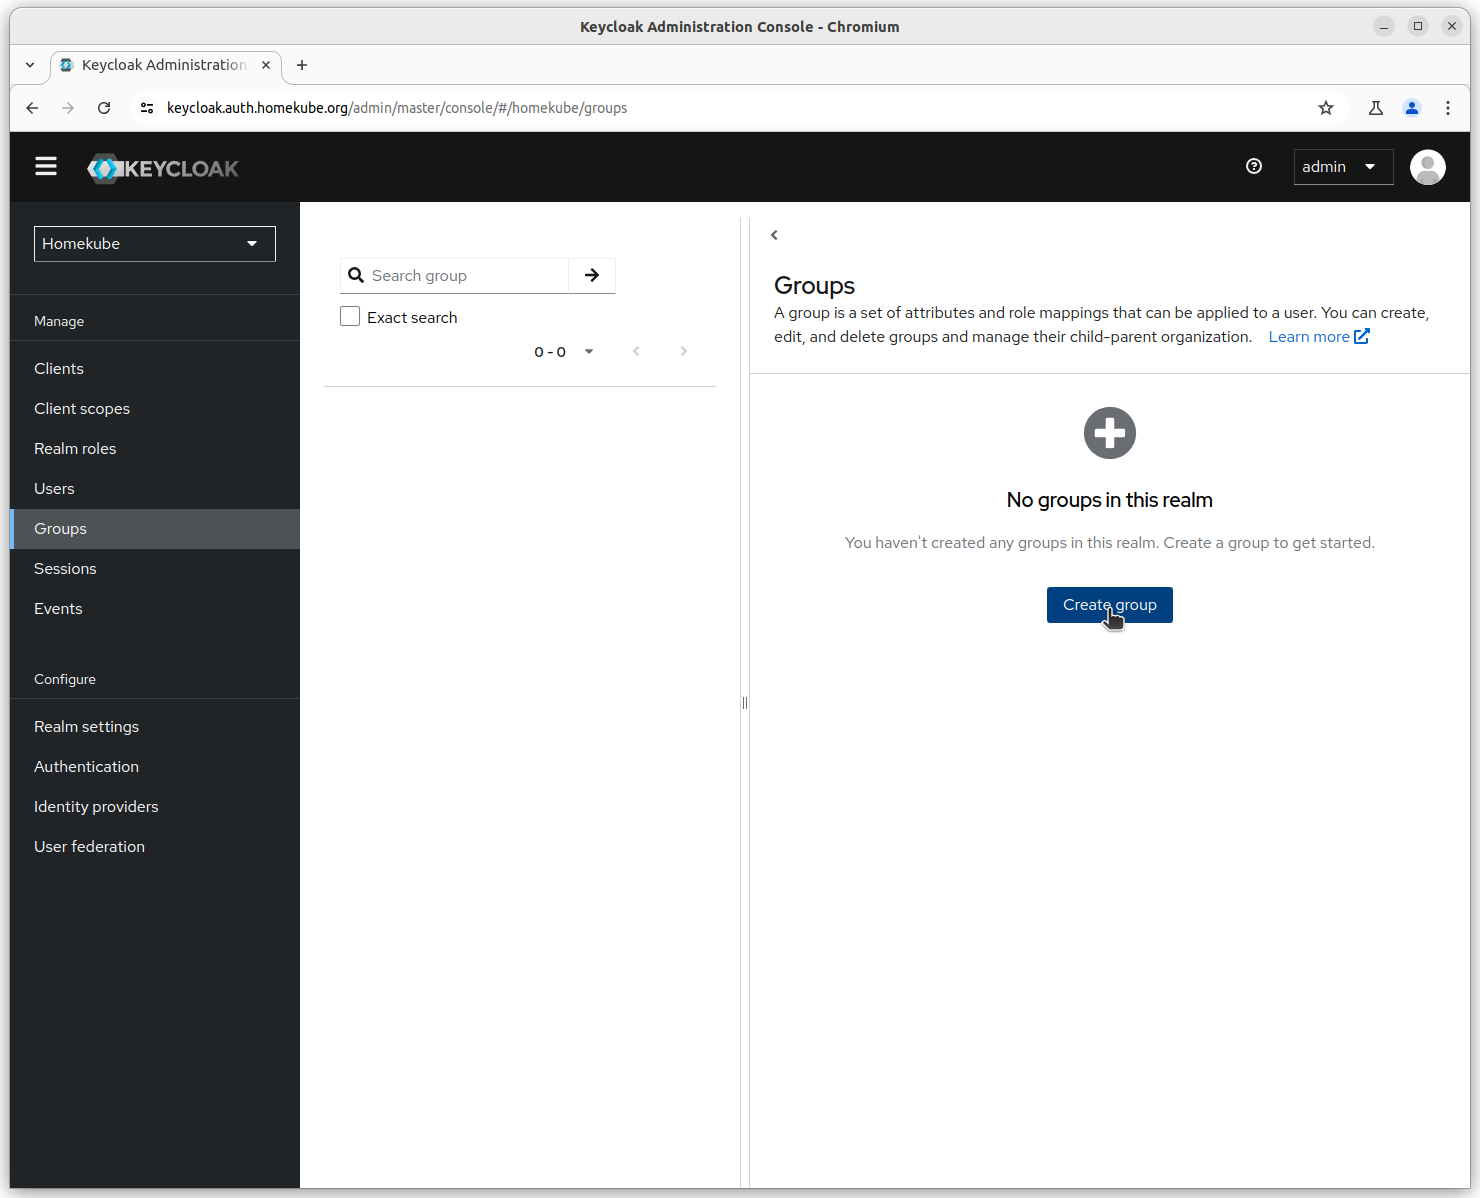 Keycloak Administration Console - Chromium
Keycloak Administration
keycloak.auth.homekube.org/admin/master/console/#/homekube/groups
KEYCLOAK
admin
Homekube
Manage
Clients
Client scopes
Realm roles
Users
Groups
Sessions
Events
Configure
Realm settings
Authentication
Identity providers
User federation
Search group
Exact search
0 - 0
Groups
A group is a set of attributes and role mappings that can be applied to a user. You can create,
edit, and delete groups and manage their child-parent organization. Learn more
No groups in this realm
You haven't created any groups in this realm. Create a group to get started.
Create group